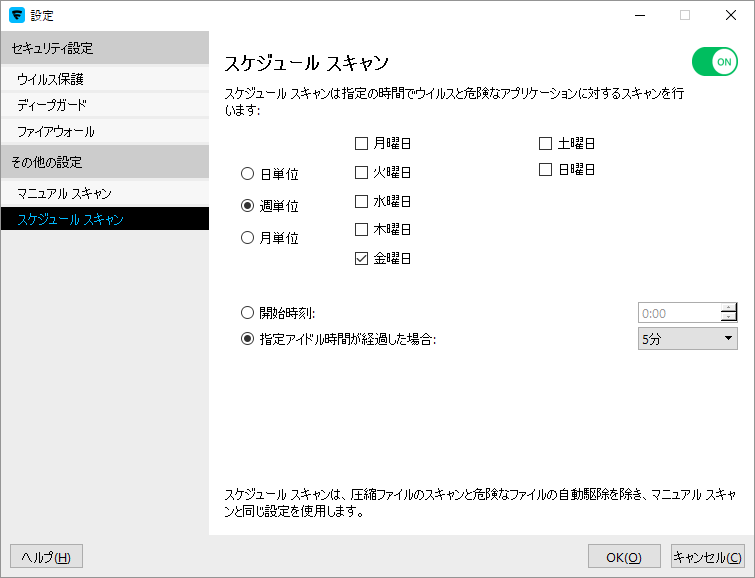 設定
セキュリティ設定
ウイルス保護
ディープガード
ファイアウォール
その他の設定
マニュアル スキャン
スケジュール スキャン
スケジュール スキャン
ON
スケジュール スキャンは指定の時間でウイルスと危険なアプリケーションに対するスキャンを行
います:
日単位
週単位
月単位
月曜日
火曜日
水曜日
木曜日
金曜日
土曜日
日曜日
開始時刻:
0:00
指定アイドル時間が経過した場合:
5分
スケジュール スキャンは、圧縮ファイルのスキャンと危険なファイルの自動駆除を除き、マニュアル スキャ
ンと同じ設定を使用します。
ヘルプ(H)
OK(O)
キャンセル(C)